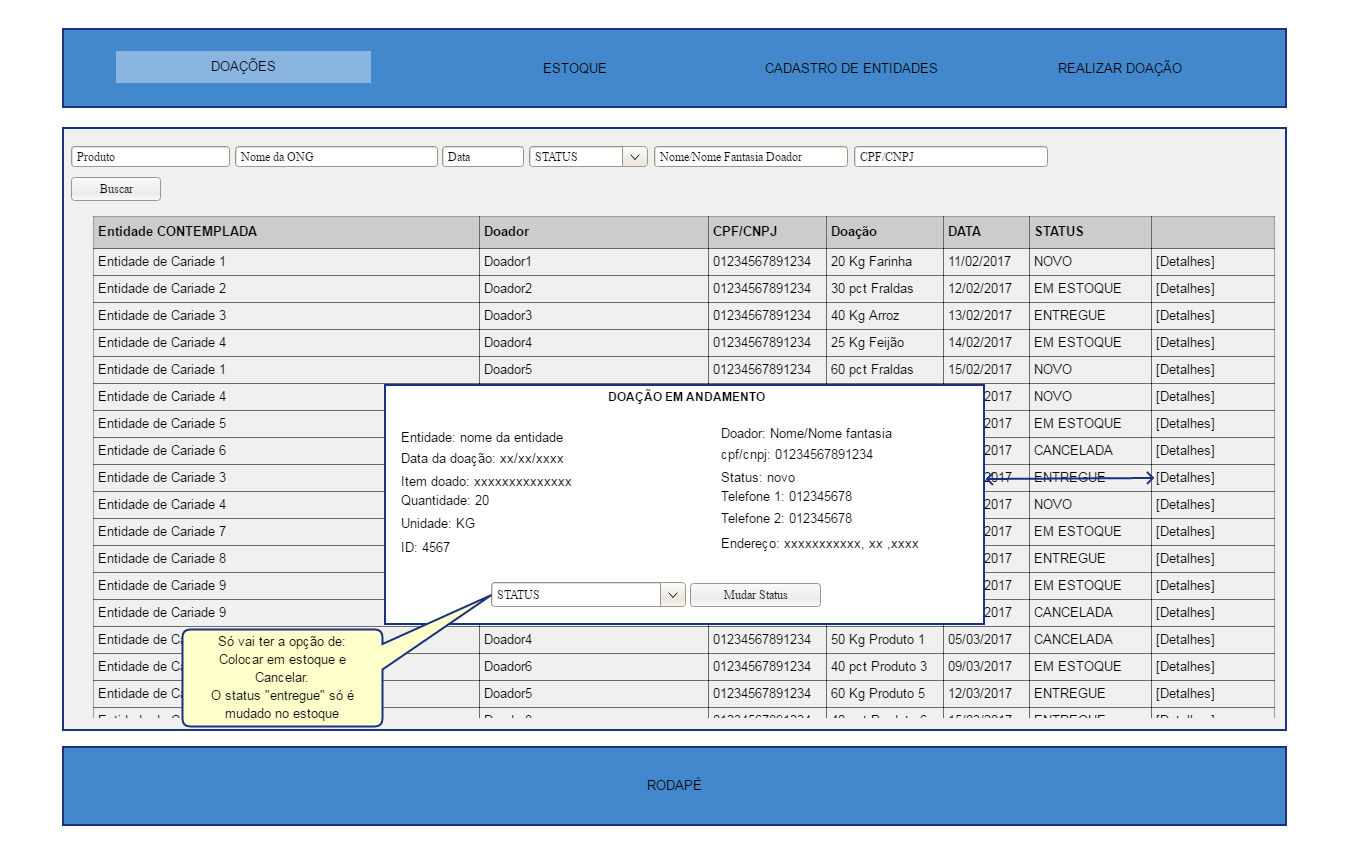 DOAÇÕES ESTOQUE CADASTRO DE ENTIDADES REALIZAR DOAÇÃO
Produto Nome da ONG Data STATUS Nome/Nome Fantasia Doador CPF/CNPJ
Buscar
Entidade CONTEMPLADA Doador CPF/CNPJ Doação DATA STATUS
Entidade de Cariade 1 Doador1 01234567891234 20 Kg Farinha 11/02/2017 NOVO [Detalhes]
Entidade de Cariade 2 Doador2 01234567891234 30 pct Fraldas 12/02/2017 EM ESTOQUE [Detalhes]
Entidade de Cariade 3 Doador3 01234567891234 40 Kg Arroz 13/02/2017 ENTREGUE [Detalhes]
Entidade de Cariade 4 Doador4 01234567891234 25 Kg Feijão 14/02/2017 EM ESTOQUE [Detalhes]
Entidade de Cariade 1 Doador5 01234567891234 60 pct Fraldas 15/02/2017 NOVO [Detalhes]
Entidade de Cariade 4 2017 NOVO [Detalhes]
Entidade de Cariade 5 2017 EM ESTOQUE [Detalhes]
Entidade de Cariade 6 2017 CANCELADA [Detalhes]
Entidade de Cariade 3 2017 ENTREGUE [Detalhes]
Entidade de Cariade 4 2017 NOVO [Detalhes]
Entidade de Cariade 7 2017 EM ESTOQUE [Detalhes]
Entidade de Cariade 8 2017 ENTREGUE [Detalhes]
Entidade de Cariade 9 2017 EM ESTOQUE [Detalhes]
Entidade de Cariade 9 2017 CANCELADA [Detalhes]
Entidade de Doador4 01234567891234 50 Kg Produto 1 05/03/2017 CANCELADA [Detalhes]
Entidade de Doador6 01234567891234 40 pct Produto 3 09/03/2017 EM ESTOQUE [Detalhes]
Entidade de Doador5 01234567891234 60 Kg Produto 5 12/03/2017 ENTREGUE [Detalhes]
DOAÇÃO EM ANDAMENTO
Entidade: nome da entidade
Data da doação: xx/xx/xxxx
Item doado: xxxxxxxxxxxxxx
Quantidade: 20
Unidade: KG
ID: 4567
Doador: Nome/Nome fantasia
cpf/cnpj: 01234567891234
Status: novo
Telefone 1: 012345678
Telefone 2: 012345678
Endereço: xxxxxxxxxxx, xx ,xxxx
STATUS Mudar Status
Só vai ter a opção de:
Colocar em estoque e
Cancelar.
O status "entregue" só é
mudado no estoque
RODAPÉ